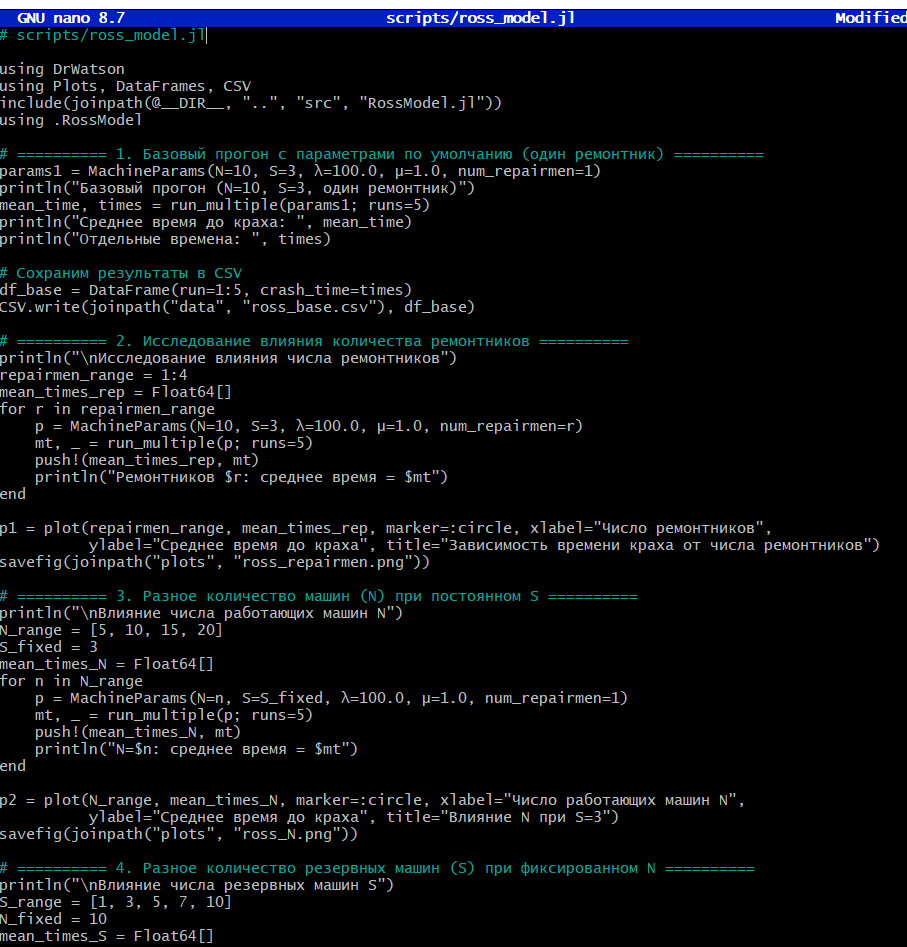 GNU nano 8.7 scripts/ross_model.jl Modified
# scripts/ross_model.jl
using DrWatson
using Plots, DataFrames, CSV
include(joinpath(@__DIR__, "..", "src", "RossModel.jl"))
using .RossModel
# ========== 1. Базовый прогон с параметрами по умолчанию (один ремонтник) ==========
params1 = MachineParams(N=10, S=3, λ=100.0, μ=1.0, num_repairmen=1)
println("Базовый прогон (N=10, S=3, один ремонтник)")
mean_time, times = run_multiple(params1; runs=5)
println("Среднее время до краха: ", mean_time)
println("Отдельные времена: ", times)
# Сохраним результаты в CSV
df_base = DataFrame(run=1:5, crash_time=times)
CSV.write(joinpath("data", "ross_base.csv"), df_base)
# ========== 2. Исследование влияния количества ремонтников ==========
println("\nИсследование влияния числа ремонтников")
repairmen_range = 1:4
mean_times_rep = Float64[]
for r in repairmen_range
    p = MachineParams(N=10, S=3, λ=100.0, μ=1.0, num_repairmen=r)
    mt, _ = run_multiple(p; runs=5)
    push!(mean_times_rep, mt)
    println("Ремонтников $r: среднее время = $mt")
end
p1 = plot(repairmen_range, mean_times_rep, marker=:circle, xlabel="Число ремонтников",
          ylabel="Среднее время до краха", title="Зависимость времени краха от числа ремонтников")
savefig(joinpath("plots", "ross_repairmen.png"))
# ========== 3. Разное количество работающих машин (N) при постоянном S ==========
println("\nВлияние числа работающих машин N")
N_range = [5, 10, 15, 20]
S_fixed = 3
mean_times_N = Float64[]
for n in N_range
    p = MachineParams(N=n, S=S_fixed, λ=100.0, μ=1.0, num_repairmen=1)
    mt, _ = run_multiple(p; runs=5)
    push!(mean_times_N, mt)
    println("N=$n: среднее время = $mt")
end
p2 = plot(N_range, mean_times_N, marker=:circle, xlabel="Число работающих машин N",
          ylabel="Среднее время до краха", title="Влияние N при S=3")
savefig(joinpath("plots", "ross_N.png"))
# ========== 4. Разное количество резервных машин (S) при фиксированном N ==========
println("\nВлияние числа резервных машин S")
S_range = [1, 3, 5, 7, 10]
N_fixed = 10
mean_times_S = Float64[]